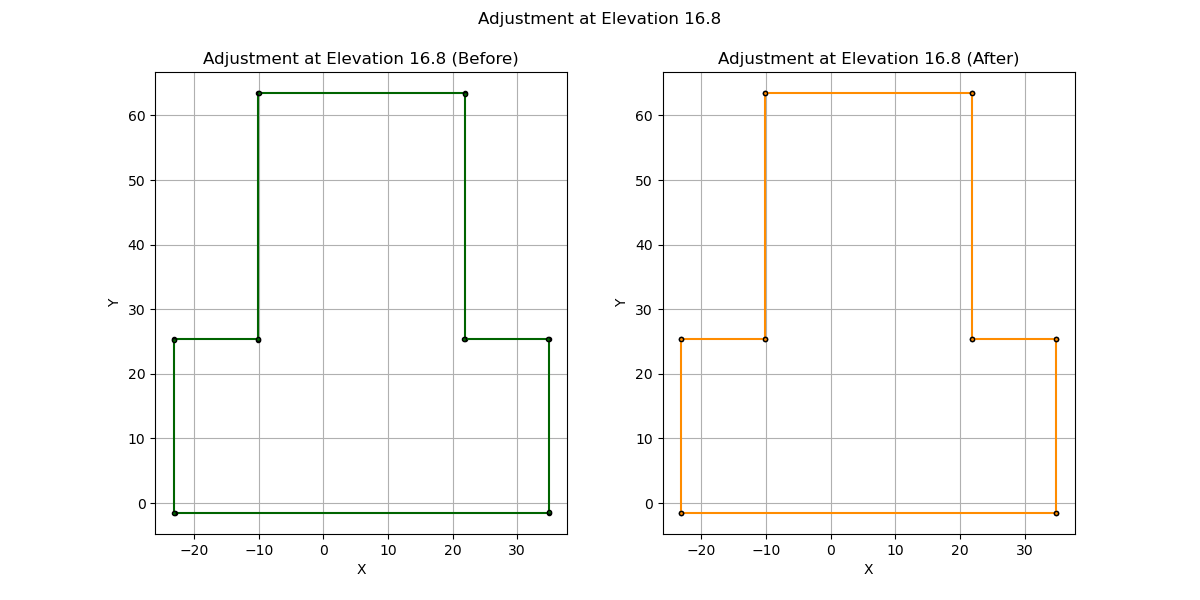 Adjustment at Elevation 16.8
Adjustment at Elevation 16.8 (Before)
60
50
40
30
20
10
0
Y
−20 −10 0 10 20 30
X
Adjustment at Elevation 16.8 (After)
60
50
40
30
20
10
0
Y
−20 −10 0 10 20 30
X